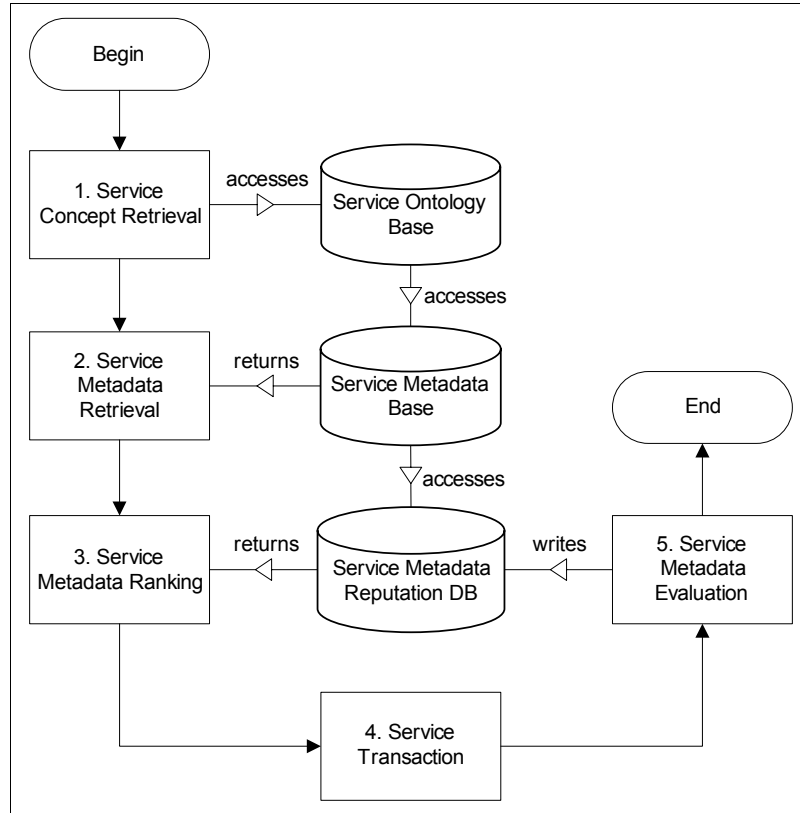 Begin
1. Service
Concept Retrieval
accesses
Service Ontology
Base
accesses
2. Service
Metadata
Retrieval
returns
Service Metadata
Base
End
accesses
3. Service
Metadata Ranking
returns
Service Metadata
Reputation DB
writes
5. Service
Metadata
Evaluation
4. Service
Transaction